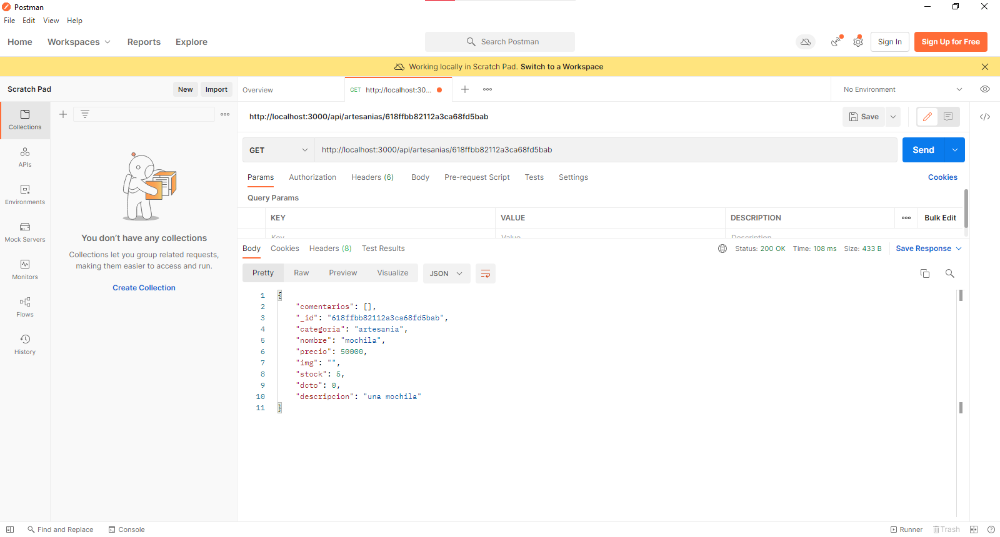 Postman
File Edit View Help
Home Workspaces Reports Explore Search Postman Sign In Sign Up for Free
Working locally in Scratch Pad. Switch to a Workspace
Scratch Pad New Import Overview GET http://localhost:30... No Environment
Collections
APIs
Environments
Mock Servers
Monitors
Flows
History
You don't have any collections
Collections let you group related requests,
making them easier to access and run.
Create Collection
http://localhost:3000/api/artesanias/618ffbb82112a3ca68fd5bab Save
GET http://localhost:3000/api/artesanias/618ffbb82112a3ca68fd5bab Send
Params Authorization Headers (6) Body Pre-request Script Tests Settings Cookies
Query Params
KEY VALUE DESCRIPTION Bulk Edit
Key Value Description
Body Cookies Headers (8) Test Results Status: 200 OK Time: 108 ms Size: 433 B Save Response
Pretty Raw Preview Visualize JSON
1 {
2 "comentarios": [],
3 "_id": "618ffbb82112a3ca68fd5bab",
4 "categoria": "artesania",
5 "nombre": "mochila",
6 "precio": 50000,
7 "img": "",
8 "stock": 5,
9 "dcto": 0,
10 "descripcion": "una mochila"
11 }
Find and Replace Console Runner Trash